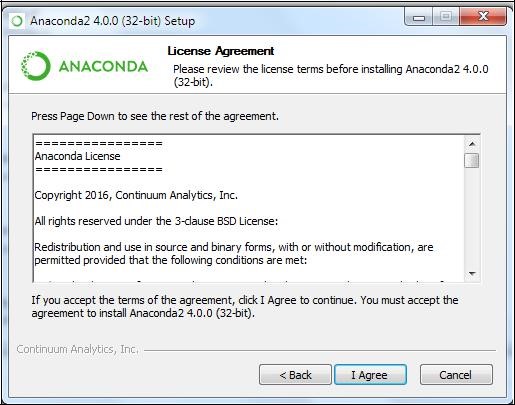 Anaconda2 4.0.0 (32-bit) Setup
License Agreement
ANACONDA
Please review the license terms before installing Anaconda2 4.0.0
(32-bit).
Press Page Down to see the rest of the agreement.
================
Anaconda License
================
Copyright 2016, Continuum Analytics, Inc.
All rights reserved under the 3-clause BSD License:
Redistribution and use in source and binary forms, with or without modification, are
permitted provided that the following conditions are met:
If you accept the terms of the agreement, click I Agree to continue. You must accept the
agreement to install Anaconda2 4.0.0 (32-bit).
Continuum Analytics, Inc.
< Back
I Agree
Cancel